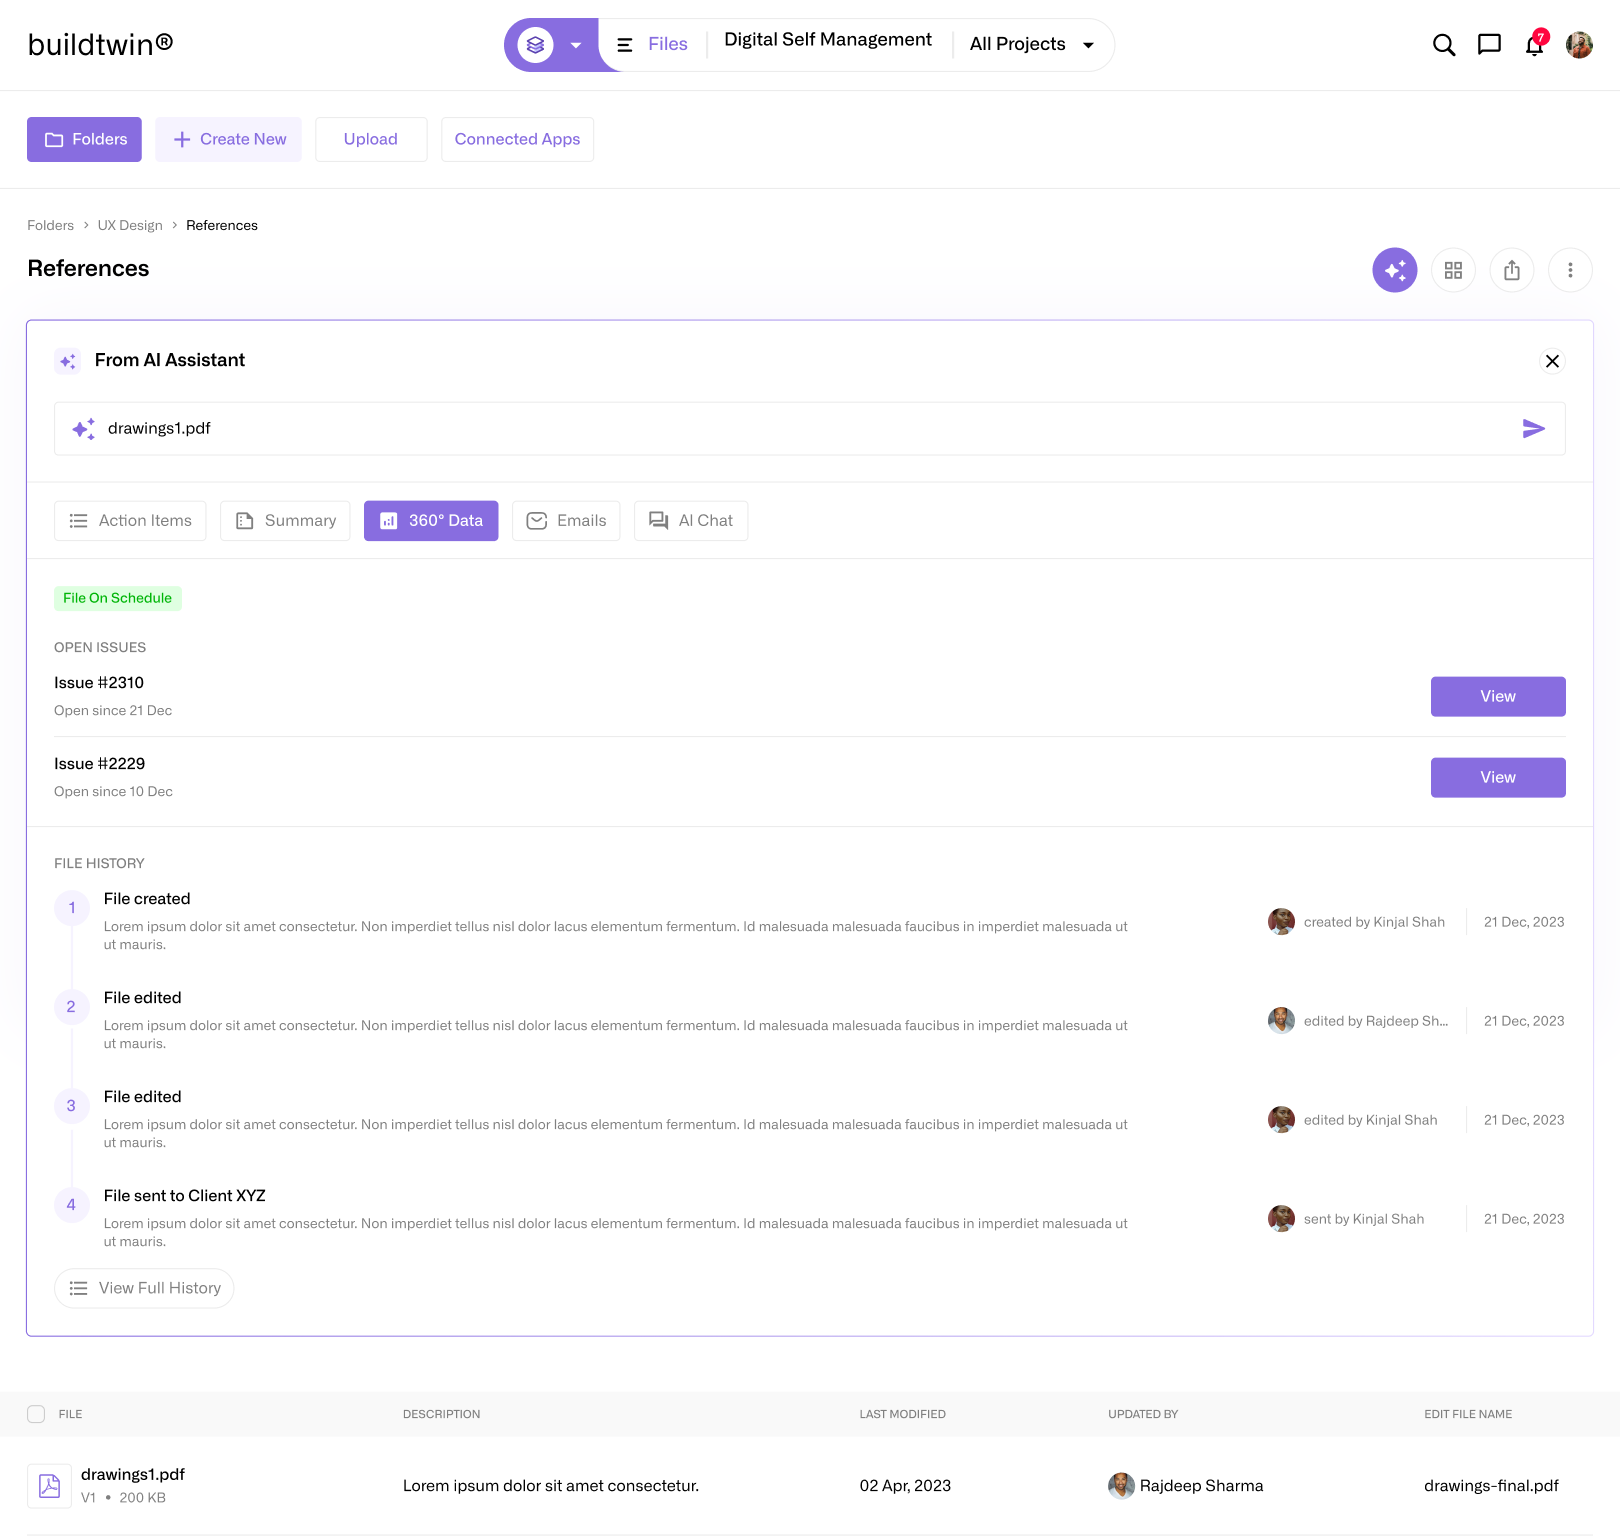 buildtwin®
Files
Digital Self Management
All Projects
7
Folders
Create New
Upload
Connected Apps
Folders > UX Design > References
References
From AI Assistant
drawings1.pdf
Action Items
Summary
360° Data
Emails
AI Chat
File On Schedule
OPEN ISSUES
Issue #2310
Open since 21 Dec
View
Issue #2229
Open since 10 Dec
View
FILE HISTORY
1
File created
Lorem ipsum dolor sit amet consectetur. Non imperdiet tellus nisl dolor lacus elementum fermentum. Id malesuada malesuada faucibus in imperdiet malesuada ut
ut mauris.
created by Kinjal Shah
21 Dec, 2023
2
File edited
Lorem ipsum dolor sit amet consectetur. Non imperdiet tellus nisl dolor lacus elementum fermentum. Id malesuada malesuada faucibus in imperdiet malesuada ut
ut mauris.
edited by Rajdeep Sh...
21 Dec, 2023
3
File edited
Lorem ipsum dolor sit amet consectetur. Non imperdiet tellus nisl dolor lacus elementum fermentum. Id malesuada malesuada faucibus in imperdiet malesuada ut
ut mauris.
edited by Kinjal Shah
21 Dec, 2023
4
File sent to Client XYZ
Lorem ipsum dolor sit amet consectetur. Non imperdiet tellus nisl dolor lacus elementum fermentum. Id malesuada malesuada faucibus in imperdiet malesuada ut
ut mauris.
sent by Kinjal Shah
21 Dec, 2023
View Full History
FILE
DESCRIPTION
LAST MODIFIED
UPDATED BY
EDIT FILE NAME
drawings1.pdf
V1 • 200 KB
Lorem ipsum dolor sit amet consectetur.
02 Apr, 2023
Rajdeep Sharma
drawings-final.pdf